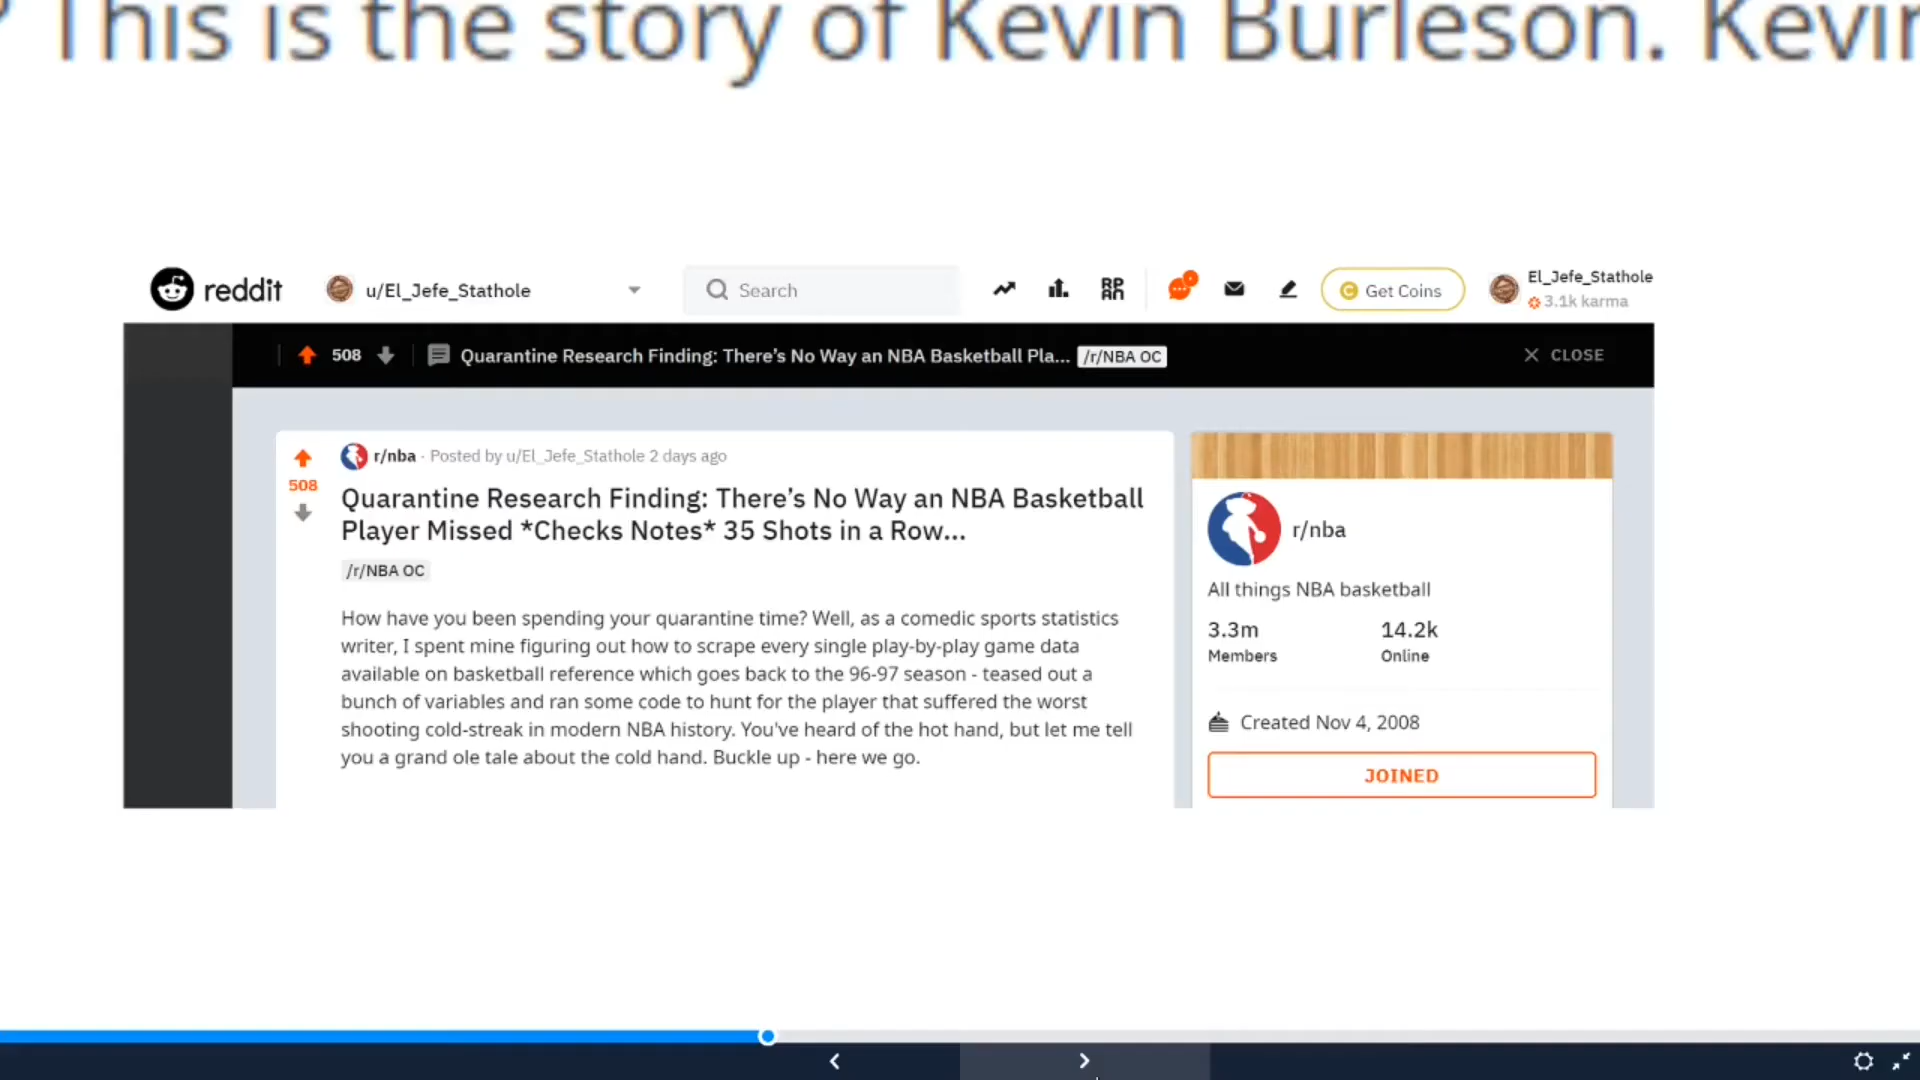 This is the story of Kevin Burleson. Kevin
reddit
u/El_Jefe_Stathole
Search
Get Coins
El_Jefe_Stathole
3.1k karma
508
Quarantine Research Finding: There's No Way an NBA Basketball Pla... /r/NBA OC
CLOSE
r/nba · Posted by u/El_Jefe_Stathole 2 days ago
508
Quarantine Research Finding: There's No Way an NBA Basketball
Player Missed *Checks Notes* 35 Shots in a Row...
/r/NBA OC
How have you been spending your quarantine time? Well, as a comedic sports statistics
writer, I spent mine figuring out how to scrape every single play-by-play game data
available on basketball reference which goes back to the 96-97 season - teased out a
bunch of variables and ran some code to hunt for the player that suffered the worst
shooting cold-streak in modern NBA history. You've heard of the hot hand, but let me tell
you a grand ole tale about the cold hand. Buckle up - here we go.
r/nba
All things NBA basketball
3.3m 14.2k
Members Online
Created Nov 4, 2008
JOINED